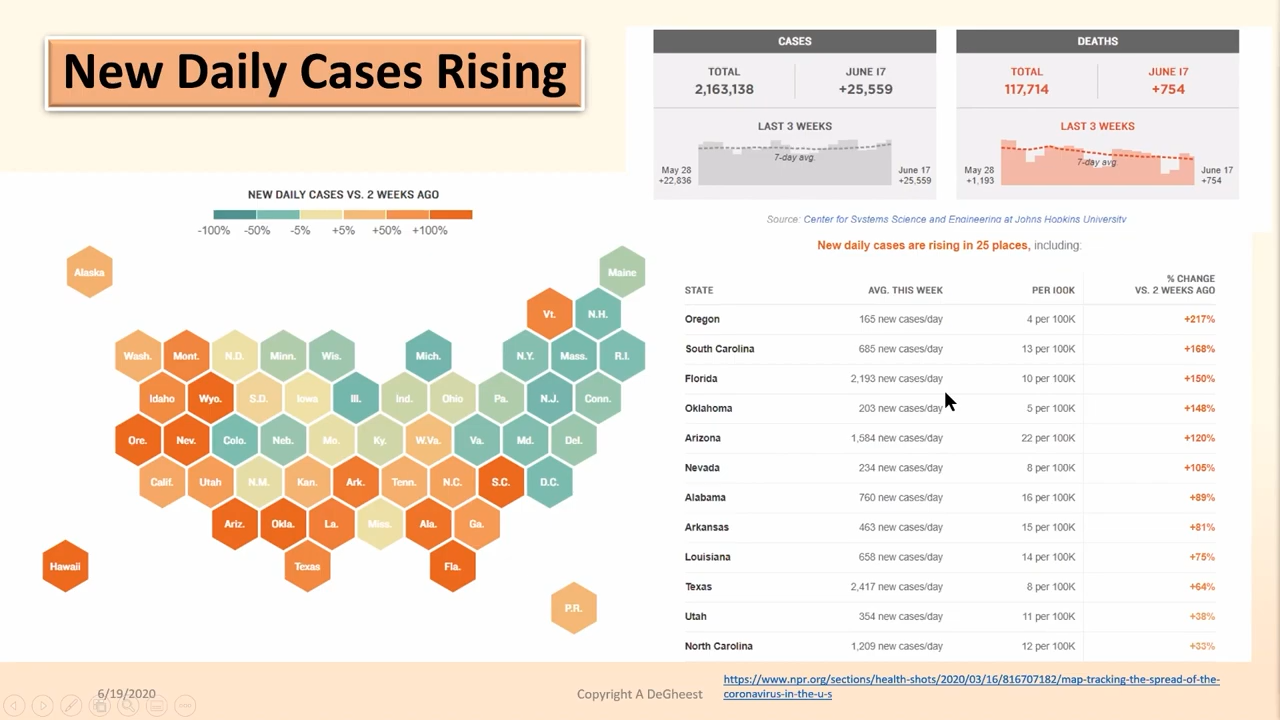 New Daily Cases Rising
CASES
TOTAL
2,163,138
JUNE 17
+25,559
LAST 3 WEEKS
7-day avg.
May 28
+22,836
June 17
+25,559
DEATHS
TOTAL
117,714
JUNE 17
+754
LAST 3 WEEKS
7-day avg.
May 28
+1,193
June 17
+754
Source: Center for Systems Science and Engineering at Johns Hopkins University
NEW DAILY CASES VS. 2 WEEKS AGO
-100% -50% -5% +5% +50% +100%
Alaska Maine
Vt. N.H.
Wash. Mont. N.D. Minn. Wis. Mich. N.Y. Mass. R.I.
Idaho Wyo. S.D. Iowa Ill. Ind. Ohio Pa. N.J. Conn.
Ore. Nev. Colo. Neb. Mo. Ky. W.Va. Va. Md. Del.
Calif. Utah N.M. Kan. Ark. Tenn. N.C. S.C. D.C.
Ariz. Okla. La. Miss. Ala. Ga.
Hawaii Texas Fla.
P.R.
New daily cases are rising in 25 places, including:
STATE AVG. THIS WEEK PER 100K % CHANGE VS. 2 WEEKS AGO
Oregon 165 new cases/day 4 per 100K +217%
South Carolina 685 new cases/day 13 per 100K +168%
Florida 2,193 new cases/day 10 per 100K +150%
Oklahoma 203 new cases/day 5 per 100K +148%
Arizona 1,584 new cases/day 22 per 100K +120%
Nevada 234 new cases/day 8 per 100K +105%
Alabama 760 new cases/day 16 per 100K +89%
Arkansas 463 new cases/day 15 per 100K +81%
Louisiana 658 new cases/day 14 per 100K +75%
Texas 2,417 new cases/day 8 per 100K +64%
Utah 354 new cases/day 11 per 100K +38%
North Carolina 1,209 new cases/day 12 per 100K +33%
6/19/2020
Copyright A DeGheest
https://www.npr.org/sections/health-shots/2020/03/16/816707182/map-tracking-the-spread-of-the-
coronavirus-in-the-u-s